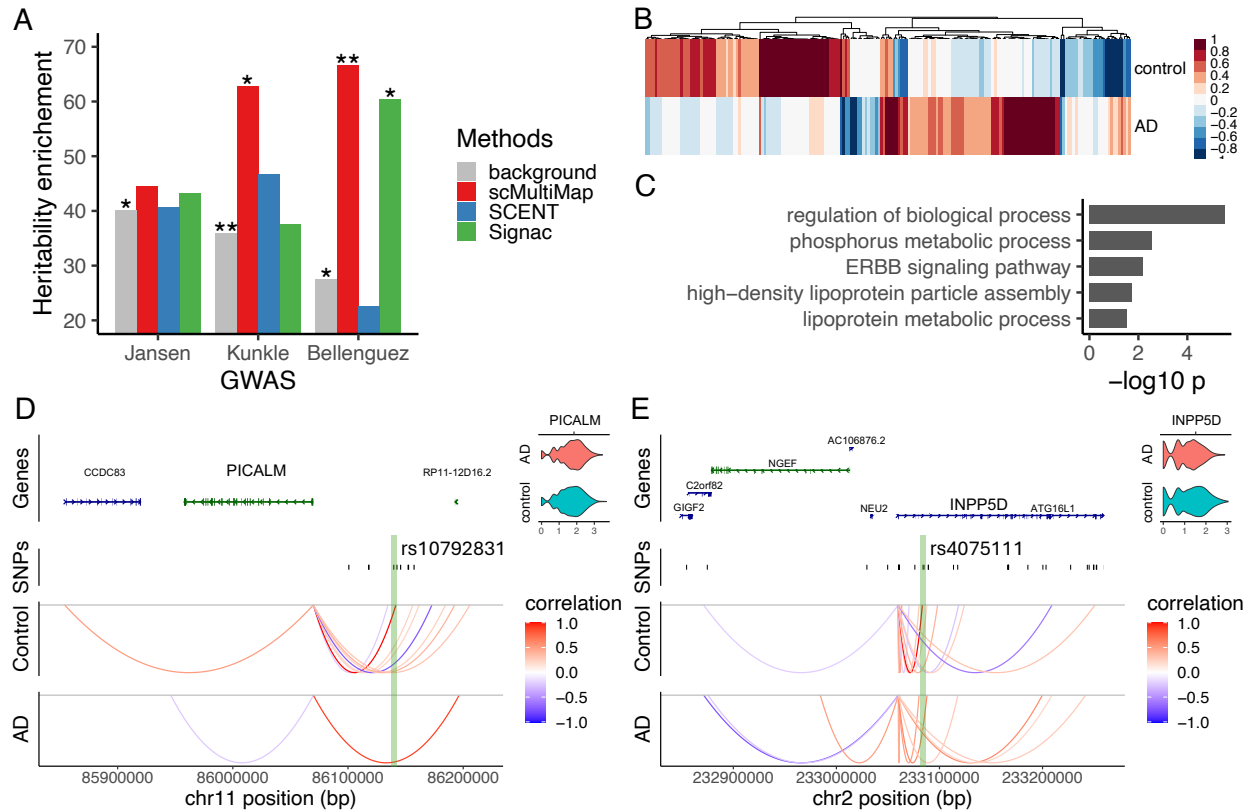 A
Heritability enrichement
70
60
50
40
30
20
*
**
*
*
**
*
Jansen
Kunkle
Bellenguez
GWAS
Methods
background
scMultiMap
SCENT
Signac
B
control
AD
1
0.8
0.6
0.4
0.2
0
−0.2
−0.4
−0.6
−0.8
C
regulation of biological process
phosphorus metabolic process
ERBB signaling pathway
high−density lipoprotein particle assembly
lipoprotein metabolic process
0 2 4
−log10 p
D
Genes
CCDC83
PICALM
RP11−12D16.2
PICALM
AD
control
0 1 2 3
SNPs
rs10792831
Control
AD
correlation
1.0
0.5
0.0
−0.5
−1.0
85900000 86000000 86100000 86200000
chr11 position (bp)
E
Genes
AC106876.2
NGEF
C2orf82
GIGF2
NEU2
INPP5D
ATG16L1
INPP5D
AD
control
0 1 2 3
SNPs
rs4075111
Control
AD
correlation
1.0
0.5
0.0
−0.5
−1.0
232900000 233000000 233100000 233200000
chr2 position (bp)